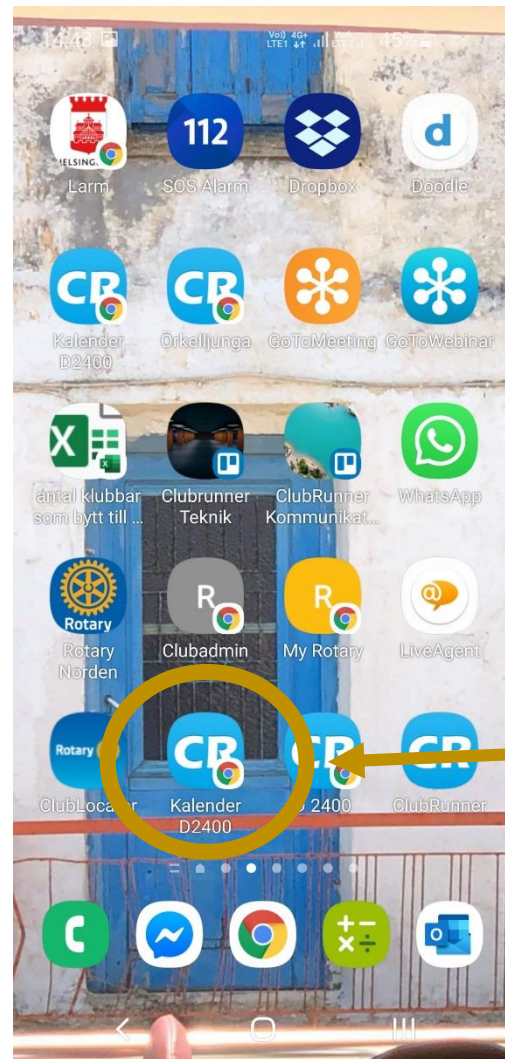 14:43
Vo)) 4G+ Vo))
LTE1 LTE2 45%
HELSING.
Larm
112
SOS Alarm
Dropbox
d
Doodle
CR
Kalender
D2400
CR
Örkelljunga
GoToMeeting
GoToWebinar
X
antal klubbar
som bytt till ...
Clubrunner
Teknik
ClubRunner
Kommunikat...
WhatsApp
Rotary
Rotary
Norden
R
Clubadmin
R
My Rotary
@
LiveAgent
Rotary
ClubLocator
CR
Kalender
D2400
CR
2400
CR
ClubRunner